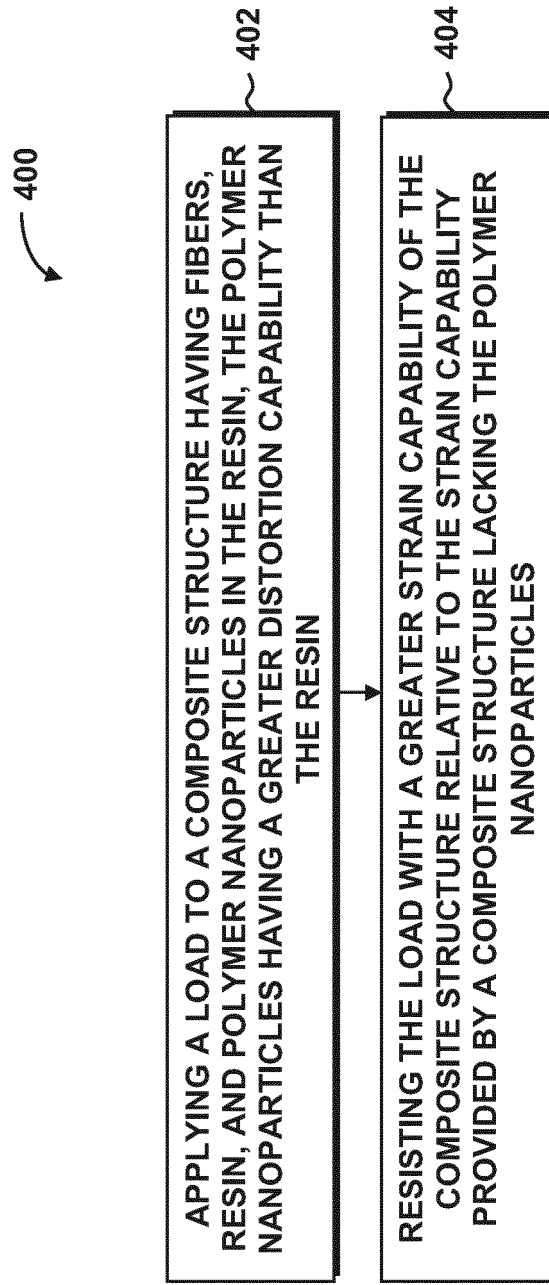 400
APPLYING A LOAD TO A COMPOSITE STRUCTURE HAVING FIBERS,
RESIN, AND POLYMER NANOPARTICLES IN THE RESIN, THE POLYMER
NANOPARTICLES HAVING A GREATER DISTORTION CAPABILITY THAN
THE RESIN
402
RESISTING THE LOAD WITH A GREATER STRAIN CAPABILITY OF THE
COMPOSITE STRUCTURE RELATIVE TO THE STRAIN CAPABILITY
PROVIDED BY A COMPOSITE STRUCTURE LACKING THE POLYMER
NANOPARTICLES
404